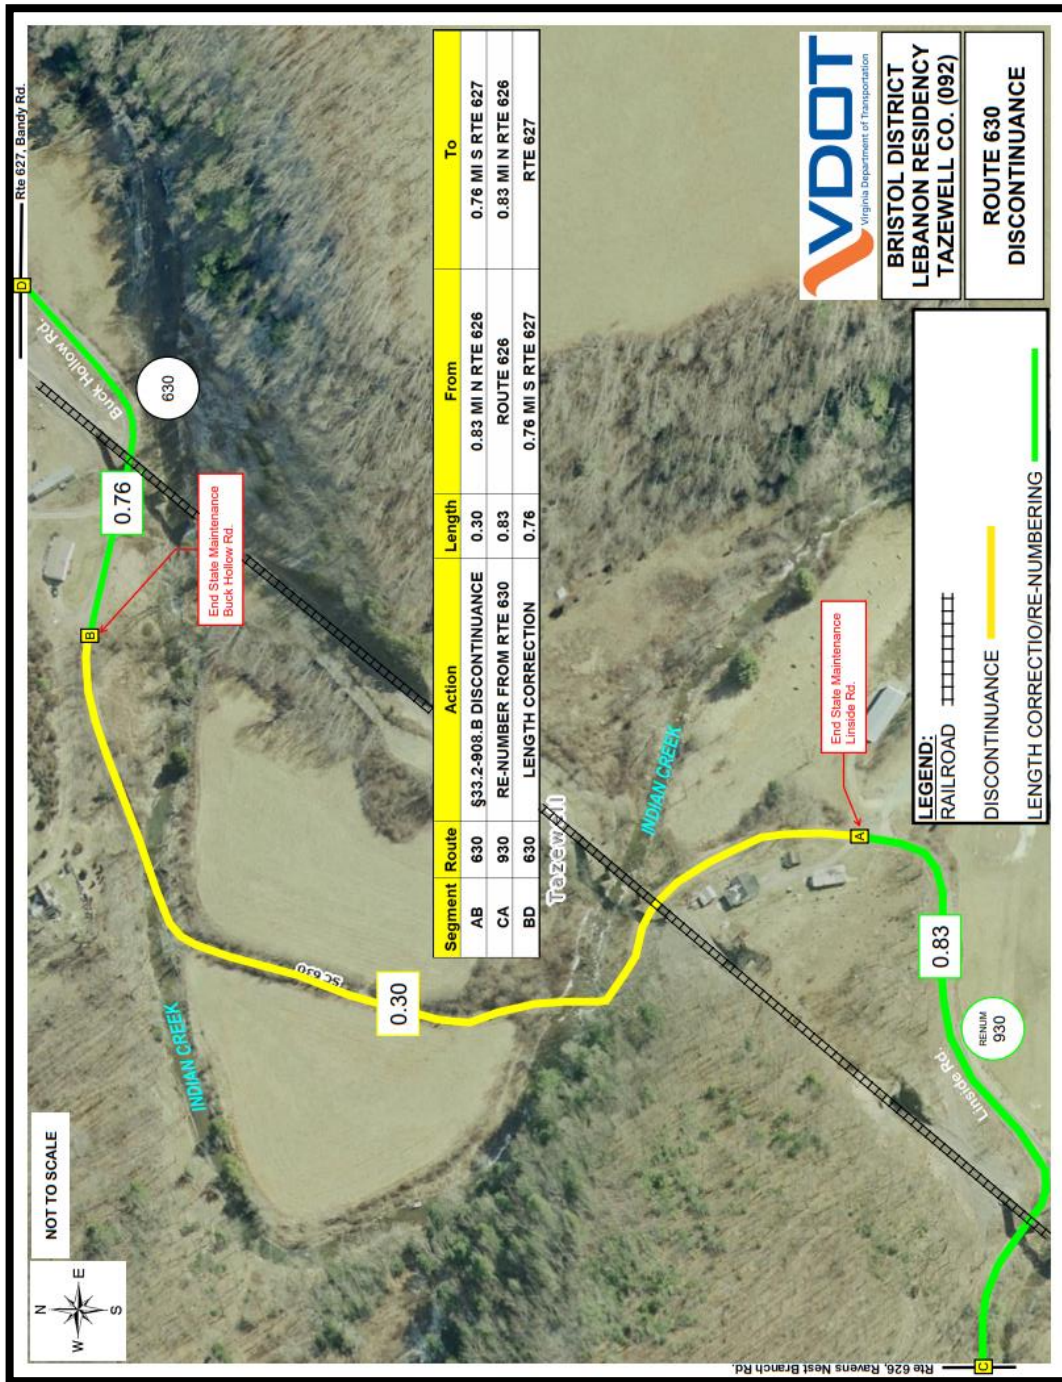 NOT TO SCALE
N
W E
S
Rte 627, Bandy Rd.
D
Buck Hollow Rd.
630
0.76
B
End State Maintenance
Buck Hollow Rd.
INDIAN CREEK
SC 630
0.30
Segment Route Action Length From To
AB 630 §33.2-908.B DISCONTINUANCE 0.30 0.83 MI N RTE 626 0.76 MI S RTE 627
CA 930 RE-NUMBER FROM RTE 630 0.83 ROUTE 626 0.83 MI N RTE 626
BD 630 LENGTH CORRECTION 0.76 0.76 MI S RTE 627 RTE 627
Tazewell
INDIAN CREEK
End State Maintenance
Linside Rd.
A
0.83
RENUM
930
Linside Rd.
C
Rte 626, Ravens Nest Branch Rd.
VDOT
Virginia Department of Transportation
BRISTOL DISTRICT
LEBANON RESIDENCY
TAZEWELL CO. (092)
ROUTE 630
DISCONTINUANCE
LEGEND:
RAILROAD
DISCONTINUANCE
LENGTH CORRECTIO/RE-NUMBERING